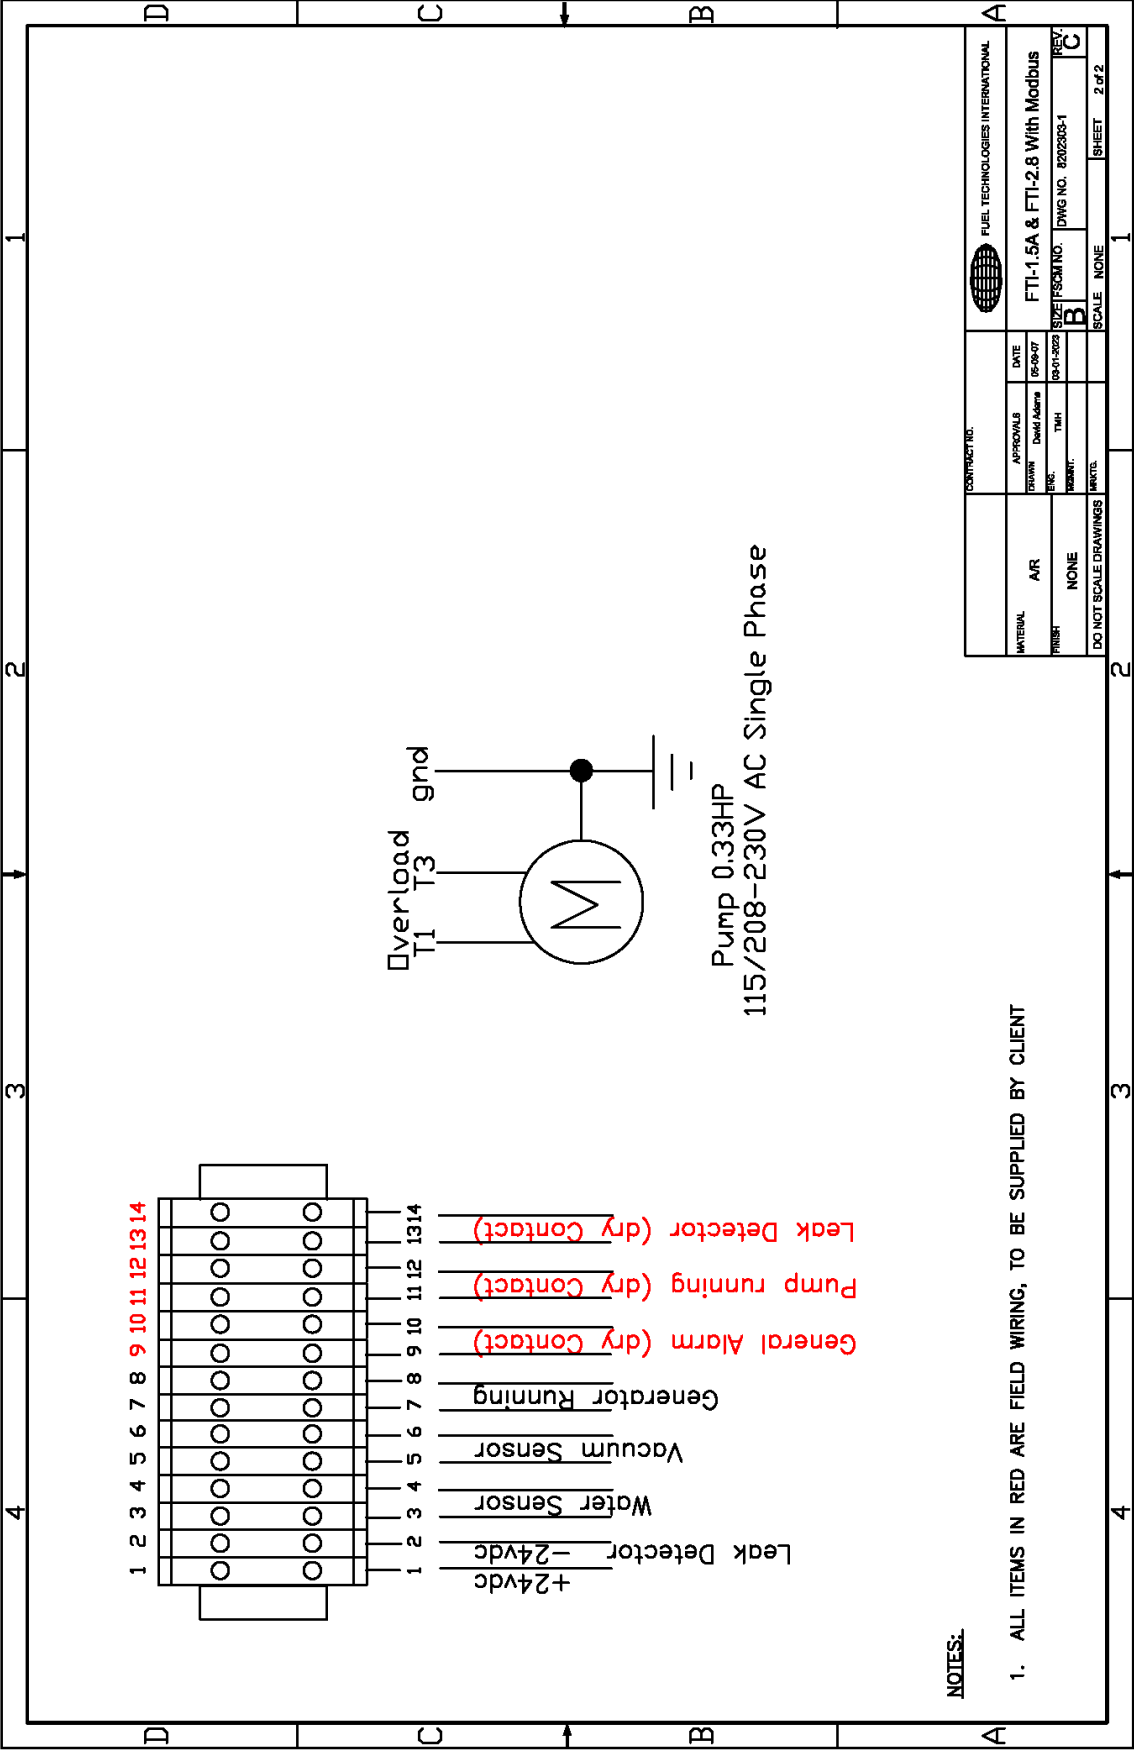 4 3 2 1
D
C
B
A
1 2 3 4 5 6 7 8 9 10 11 12 13 14
1 2 3 4 5 6 7 8 9 10 11 12 13 14
+24vdc
-24vdc
Leak Detector
Water Sensor
Vacuum Sensor
Generator Running
General Alarm (dry Contact)
Pump running (dry Contact)
Leak Detector (dry Contact)
Overload
T1 T3 gnd
M
Pump 0.33HP
115/208-230V AC Single Phase
NOTES:
1. ALL ITEMS IN RED ARE FIELD WIRING, TO BE SUPPLIED BY CLIENT
CONTRACT NO.
FUEL TECHNOLOGIES INTERNATIONAL
MATERIAL
A/R
APPROVALS DATE
DRAWN David Adams 05-09-07
ENG. TMH 03-01-2023
MGMNT.
MRKTG.
FTI-1.5A & FTI-2.8 With Modbus
FINISH
NONE
SIZE B
FSCM NO.
DWG NO. 8202303-1
REV. C
DO NOT SCALE DRAWINGS
SCALE NONE
SHEET 2 of 2
D
C
B
A
4 3 2 1